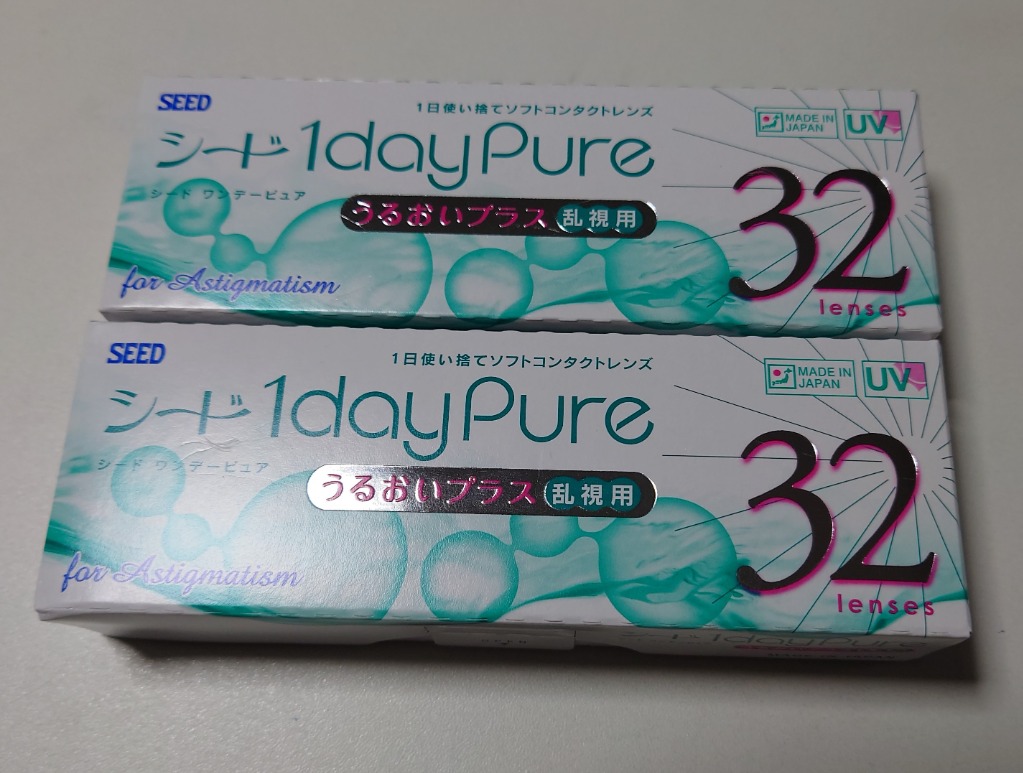 SEED
1日使い捨てソフトコンタクトレンズ
MADE IN
JAPAN
UV
シード 1dayPure
シード ワンデーピュア
うるおいプラス 乱視用
32
for Astigmatism
lenses
SEED
1日使い捨てソフトコンタクトレンズ
MADE IN
JAPAN
UV
シード 1dayPure
シード ワンデーピュア
うるおいプラス 乱視用
32
for Astigmatism
lenses
シード 1dayPure